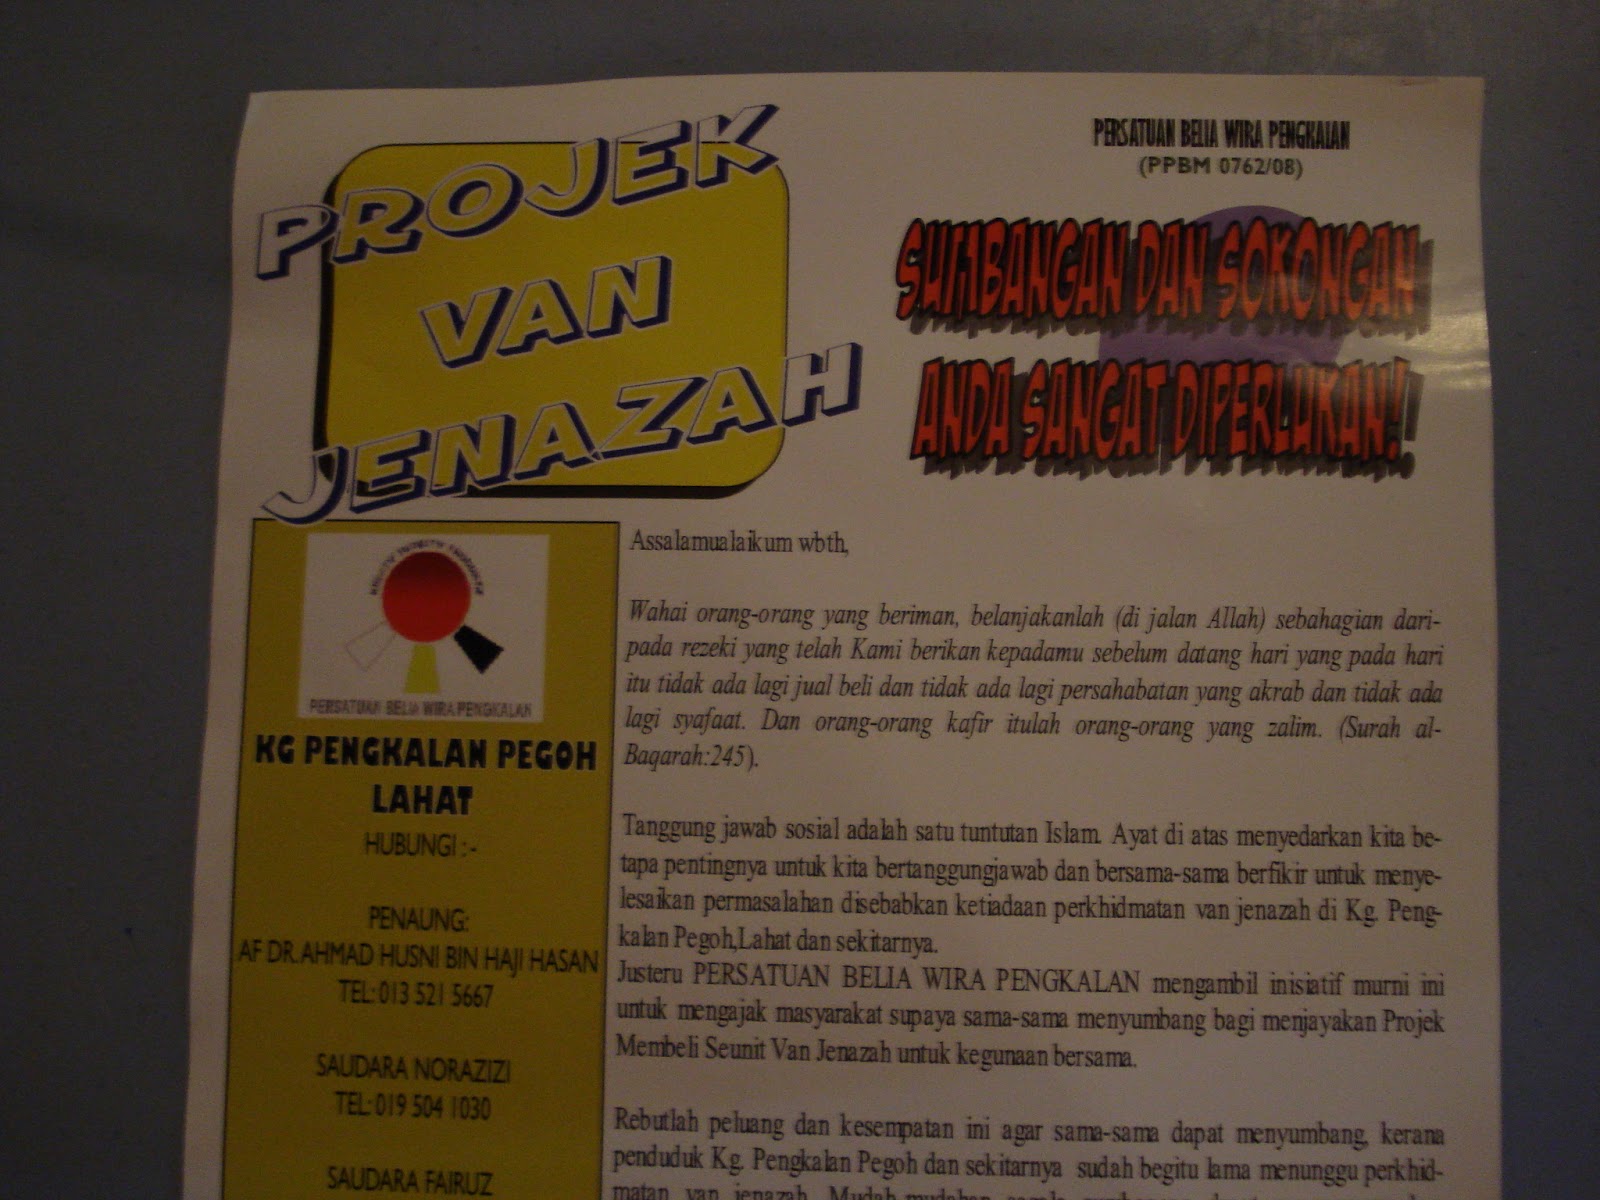 PROJEK
VAN
JENAZAH
PERSATUAN BELIA WIRA PENGKALAN
(PPBM 0762/08)
SUMBANGAN DAN SOKONGAN
ANDA SANGAT DIPERLUKAN!
PERSATUAN BELIA WIRA PENGKALAN
KG PENGKALAN PEGOH
LAHAT
HUBUNGI :-
PENAUNG:
AF DR. AHMAD HUSNI BIN HAJI HASAN
TEL: 013 521 5667
SAUDARA NORAZIZI
TEL: 019 504 1030
SAUDARA FAIRUZ
Assalamualaikum wbth,
Wahai orang-orang yang beriman, belanjakanlah (di jalan Allah) sebahagian dari-
pada rezeki yang telah Kami berikan kepadamu sebelum datang hari yang pada hari
itu tidak ada lagi jual beli dan tidak ada lagi persahabatan yang akrab dan tidak ada
lagi syafaat. Dan orang-orang kafir itulah orang-orang yang zalim. (Surah al-
Baqarah:245).
Tanggung jawab sosial adalah satu tuntutan Islam. Ayat di atas menyedarkan kita be-
tapa pentingnya untuk kita bertanggungjawab dan bersama-sama berfikir untuk menye-
lesaikan permasalahan disebabkan ketiadaan perkhidmatan van jenazah di Kg. Peng-
kalan Pegoh,Lahat dan sekitarnya.
Justeru PERSATUAN BELIA WIRA PENGKALAN mengambil inisiatif murni ini
untuk mengajak masyarakat supaya sama-sama menyumbang bagi menjayakan Projek
Membeli Seunit Van Jenazah untuk kegunaan bersama.
Rebutlah peluang dan kesempatan ini agar sama-sama dapat menyumbang, kerana
penduduk Kg. Pengkalan Pegoh dan sekitarnya sudah begitu lama menunggu perkhid-
matan van jenazah. Mudah-mudahan